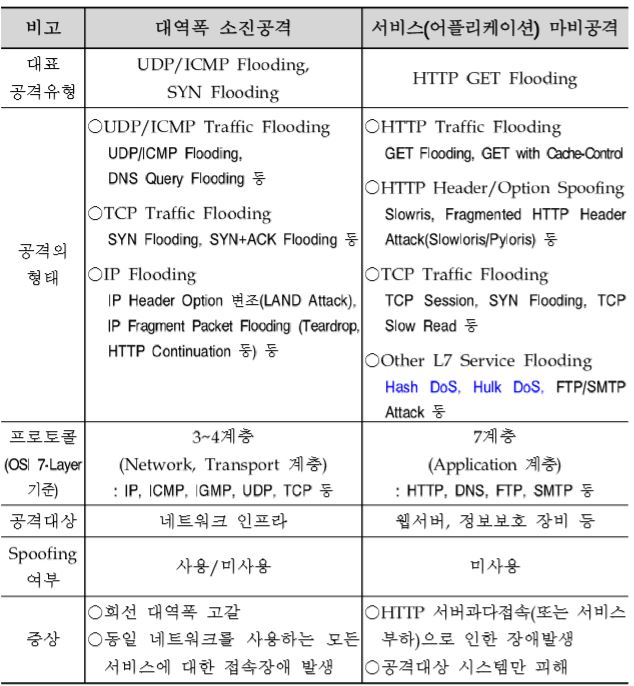 비고
대역폭 소진공격
서비스(어플리케이션) 마비공격
대표
공격유형
UDP/ICMP Flooding,
SYN Flooding
HTTP GET Flooding
공격의
형태
○UDP/ICMP Traffic Flooding
UDP/ICMP Flooding,
DNS Query Flooding 등
○TCP Traffic Flooding
SYN Flooding, SYN+ACK Flooding 등
○IP Flooding
IP Header Option 변조(LAND Attack),
IP Fragment Packet Flooding (Teardrop,
HTTP Continuation 등) 등
○HTTP Traffic Flooding
GET Flooding, GET with Cache-Control
○HTTP Header/Option Spoofing
Slowris, Fragmented HTTP Header
Attack(Slowloris/Pyloris) 등
○TCP Traffic Flooding
TCP Session, SYN Flooding, TCP
Slow Read 등
○Other L7 Service Flooding
Hash DoS, Hulk DoS, FTP/SMTP
Attack 등
프로토콜
(OSI 7-Layer
기준)
3~4계층
(Network, Transport 계층)
: IP, ICMP, IGMP, UDP, TCP 등
7계층
(Application 계층)
: HTTP, DNS, FTP, SMTP 등
공격대상
네트워크 인프라
웹서버, 정보보호 장비 등
Spoofing
여부
사용/미사용
미사용
증상
○회선 대역폭 고갈
○동일 네트워크를 사용하는 모든
서비스에 대한 접속장애 발생
○HTTP 서버과다접속(또는 서비스
부하)으로 인한 장애발생
○공격대상 시스템만 피해